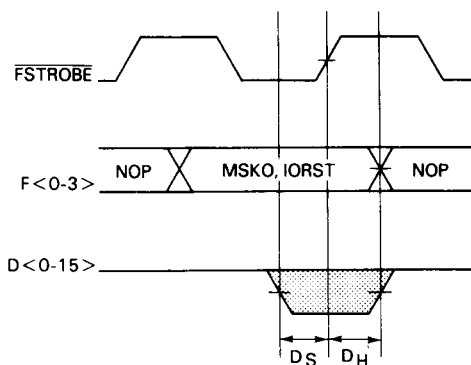 FSTROBE
NOP
MSKO, IORST
NOP
F<0-3>
D<0-15>
DS
DH